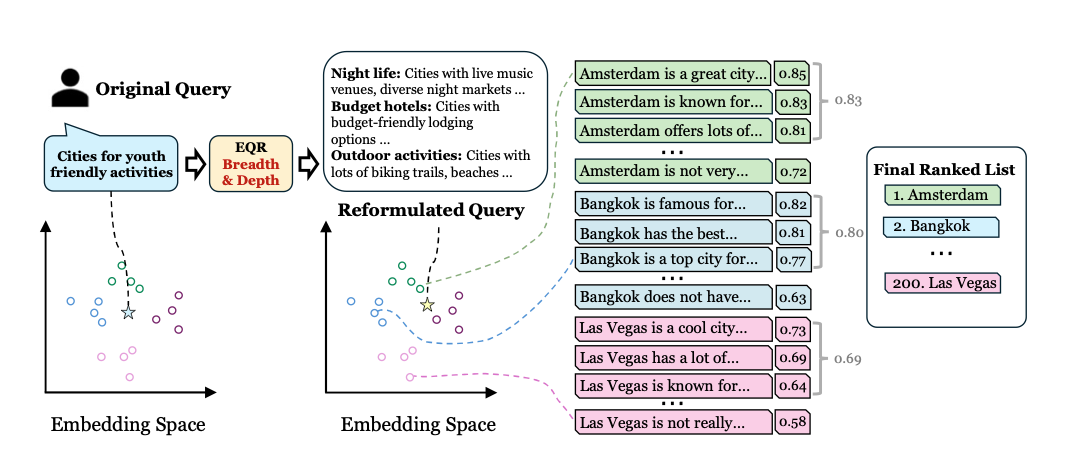 Original Query
Cities for youth
friendly activities
EQR
Breadth
& Depth
Night life: Cities with live music
venues, diverse night markets ...
Budget hotels: Cities with
budget-friendly lodging
options ...
Outdoor activities: Cities with
lots of biking trails, beaches ...
Reformulated Query
Embedding Space
Embedding Space
Amsterdam is a great city... 0.85
Amsterdam is known for... 0.83
Amsterdam offers lots of... 0.81
...
Amsterdam is not very... 0.72
0.83
Bangkok is famous for... 0.82
Bangkok has the best... 0.81
Bangkok is a top city for... 0.77
...
Bangkok does not have... 0.63
0.80
Las Vegas is a cool city... 0.73
Las Vegas has a lot of... 0.69
Las Vegas is known for... 0.64
...
Las Vegas is not really... 0.58
0.69
Final Ranked List
1. Amsterdam
2. Bangkok
...
200. Las Vegas